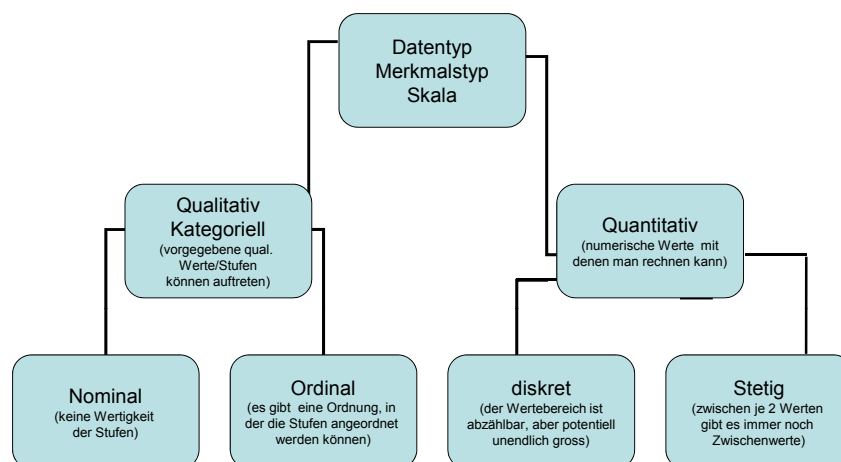 Datentyp
Merkmalstyp
Skala
Qualitativ
Kategoriell
(vorgegebene qual.
Werte/Stufen
können auftreten)
Quantitativ
(numerische Werte mit
denen man rechnen kann)
Nominal
(keine Wertigkeit
der Stufen)
Ordinal
(es gibt eine Ordnung, in
der die Stufen angeordnet
werden können)
diskret
(der Wertebereich ist
abzählbar, aber potentiell
unendlich gross)
Stetig
(zwischen je 2 Werten
gibt es immer noch
Zwischenwerte)